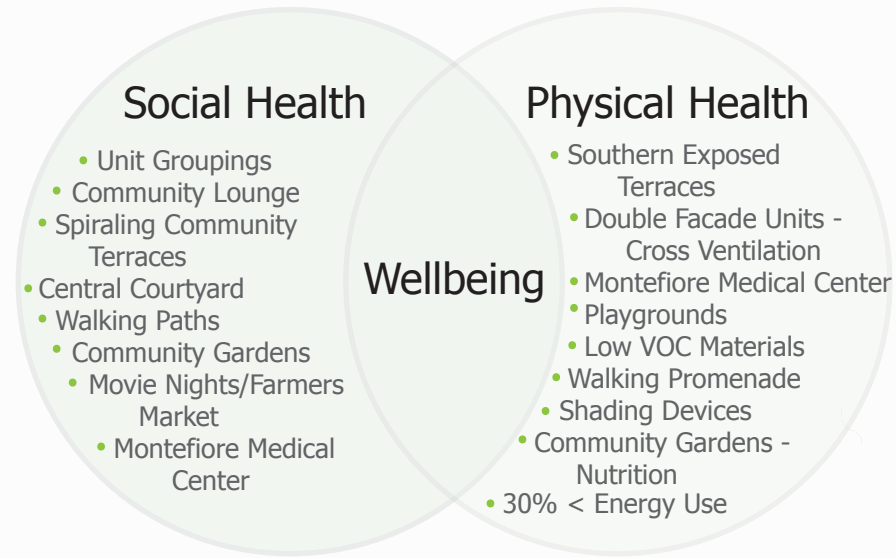 Social Health
• Unit Groupings
• Community Lounge
• Spiraling Community
Terraces
• Central Courtyard
• Walking Paths
• Community Gardens
• Movie Nights/Farmers
Market
• Montefiore Medical
Center
Wellbeing
Physical Health
• Southern Exposed
Terraces
• Double Facade Units -
Cross Ventilation
• Montefiore Medical Center
• Playgrounds
• Low VOC Materials
• Walking Promenade
• Shading Devices
• Community Gardens -
Nutrition
• 30% < Energy Use